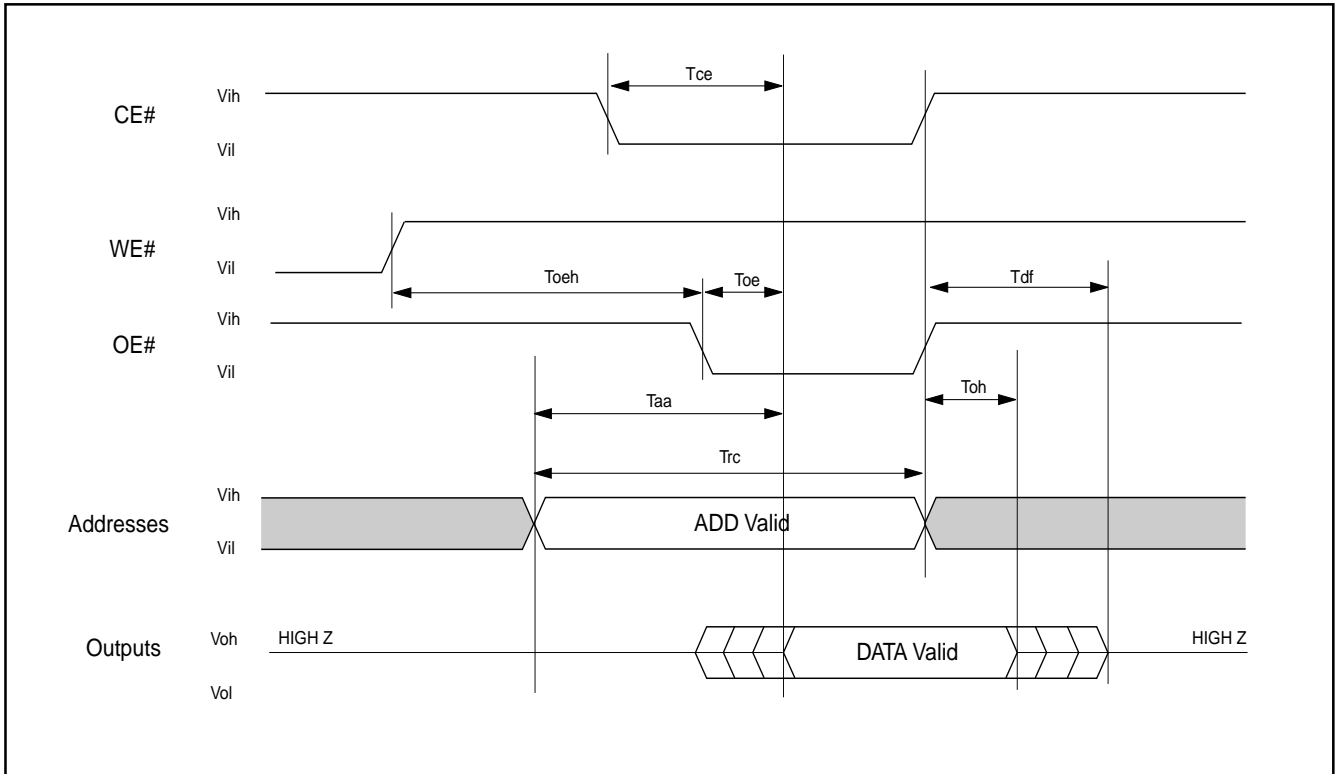 Tce
CE#
Vih
Vil
WE#
Vih
Vil
Toeh
Toe
Tdf
OE#
Vih
Vil
Toh
Taa
Trc
Addresses
Vih
Vil
ADD Valid
Outputs
Voh
HIGH Z
DATA Valid
HIGH Z
Vol